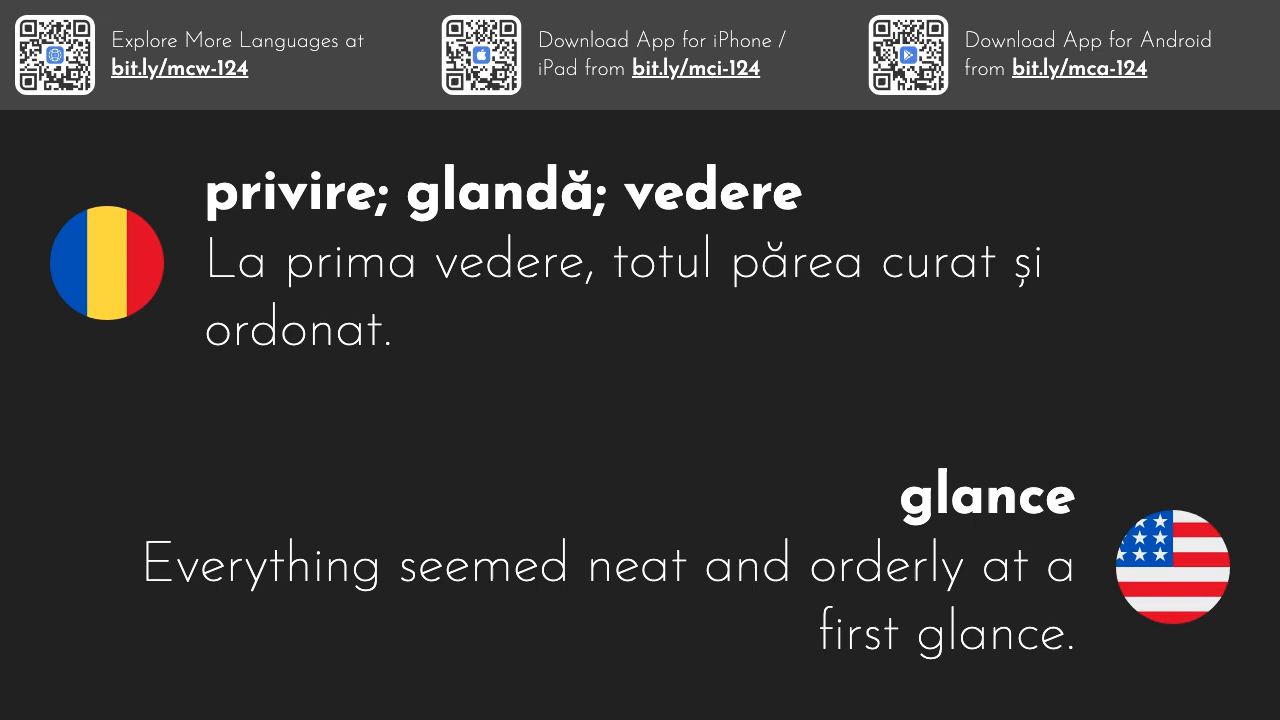 Explore More Languages at
bit.ly/mcw-124
Download App for iPhone /
iPad from bit.ly/mci-124
Download App for Android
from bit.ly/mca-124
privire; glandă; vedere
La prima vedere, totul părea curat și
ordonat.
glance
Everything seemed neat and orderly at a
first glance.